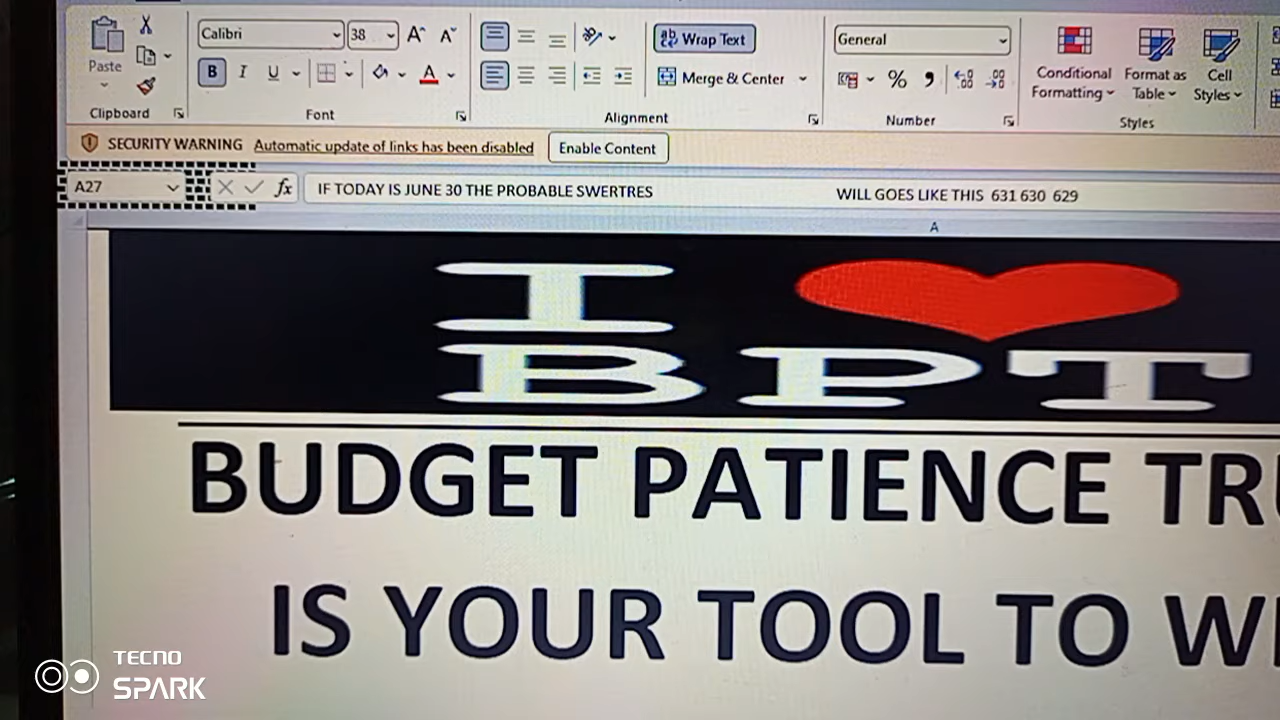 Calibri 38 A^ A˅ Wrap Text General
Paste B I U A Merge & Center % Conditional Formatting Format as Table Cell Styles
Clipboard Font Alignment Number Styles
SECURITY WARNING Automatic update of links has been disabled Enable Content
A27 fx IF TODAY IS JUNE 30 THE PROBABLE SWERTRES WILL GOES LIKE THIS 631 630 629
A
I
BPT
BUDGET PATIENCE
IS YOUR TOOL TO
TECNO
SPARK